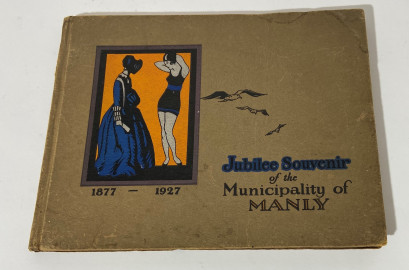 1877 — 1927
Jubilee Souvenir
of the
Municipality of
MANLY